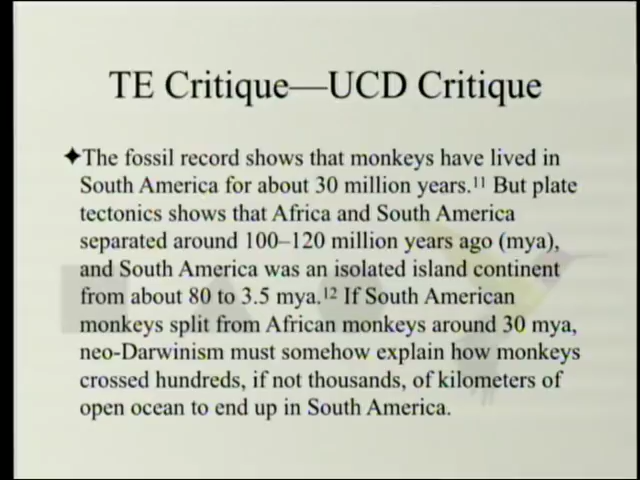 TE Critique—UCD Critique
✦The fossil record shows that monkeys have lived in
South America for about 30 million years.¹¹ But plate
tectonics shows that Africa and South America
separated around 100–120 million years ago (mya),
and South America was an isolated island continent
from about 80 to 3.5 mya.¹² If South American
monkeys split from African monkeys around 30 mya,
neo-Darwinism must somehow explain how monkeys
crossed hundreds, if not thousands, of kilometers of
open ocean to end up in South America.